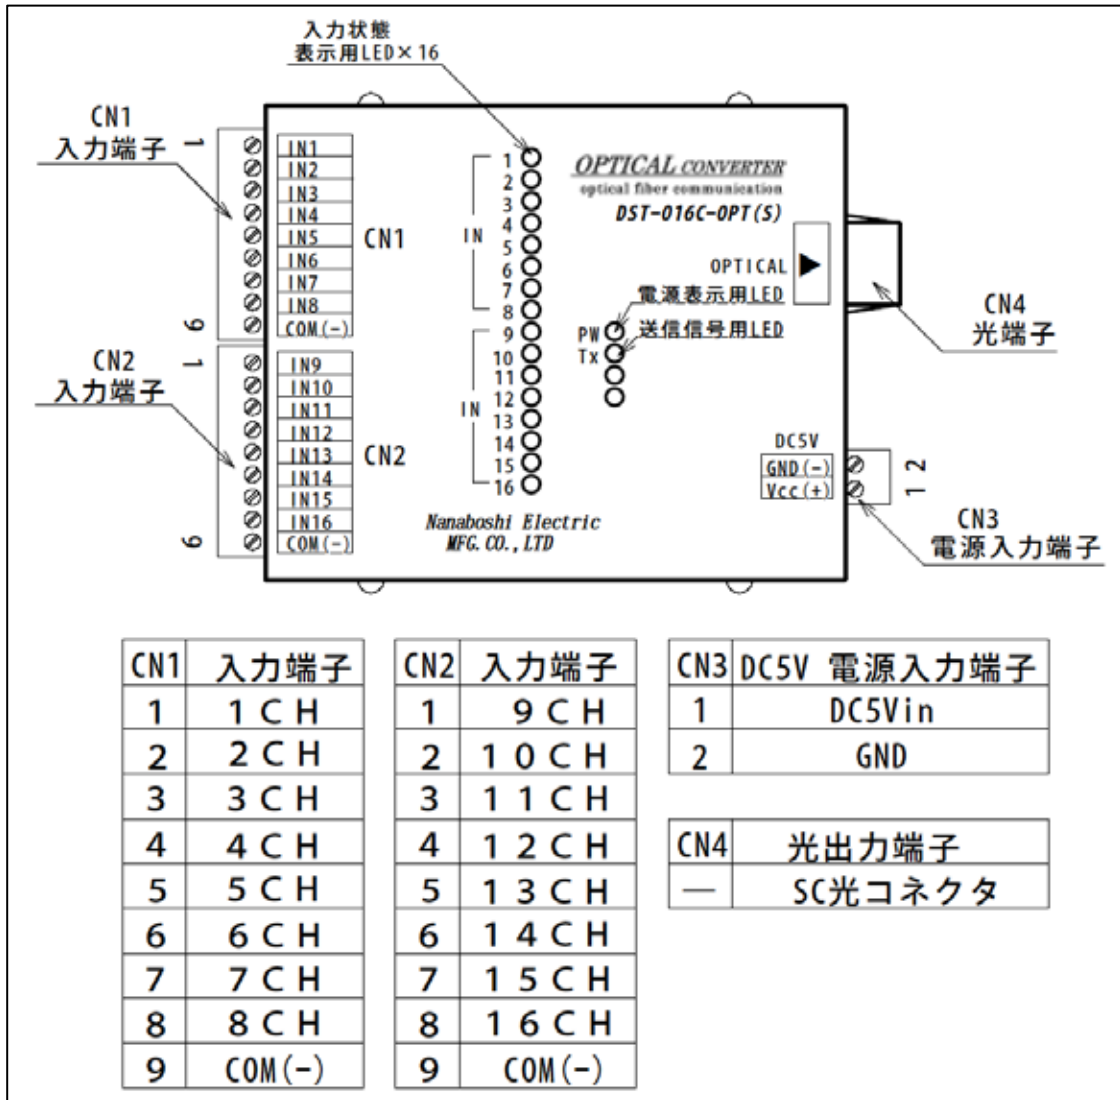 入力状態
表示用LED×16
CN1
入力端子
1
9
CN2
入力端子
1
9
IN1
IN2
IN3
IN4
IN5
IN6
IN7
IN8
COM(-)
CN1
IN9
IN10
IN11
IN12
IN13
IN14
IN15
IN16
COM(-)
CN2
IN
1
2
3
4
5
6
7
8
IN
9
10
11
12
13
14
15
16
OPTICAL CONVERTER
optical fiber communication
DST-016C-OPT(S)
OPTICAL ▶
電源表示用LED
PW
送信信号用LED
Tx
CN4
光端子
DC5V
GND(-)
Vcc(+)
2
1
CN3
電源入力端子
Nanaboshi Electric
MFG.CO.,LTD
CN1 入力端子
1 1CH
2 2CH
3 3CH
4 4CH
5 5CH
6 6CH
7 7CH
8 8CH
9 COM(-)
CN2 入力端子
1 9CH
2 10CH
3 11CH
4 12CH
5 13CH
6 14CH
7 15CH
8 16CH
9 COM(-)
CN3 DC5V 電源入力端子
1 DC5Vin
2 GND
CN4 光出力端子
— SC光コネクタ